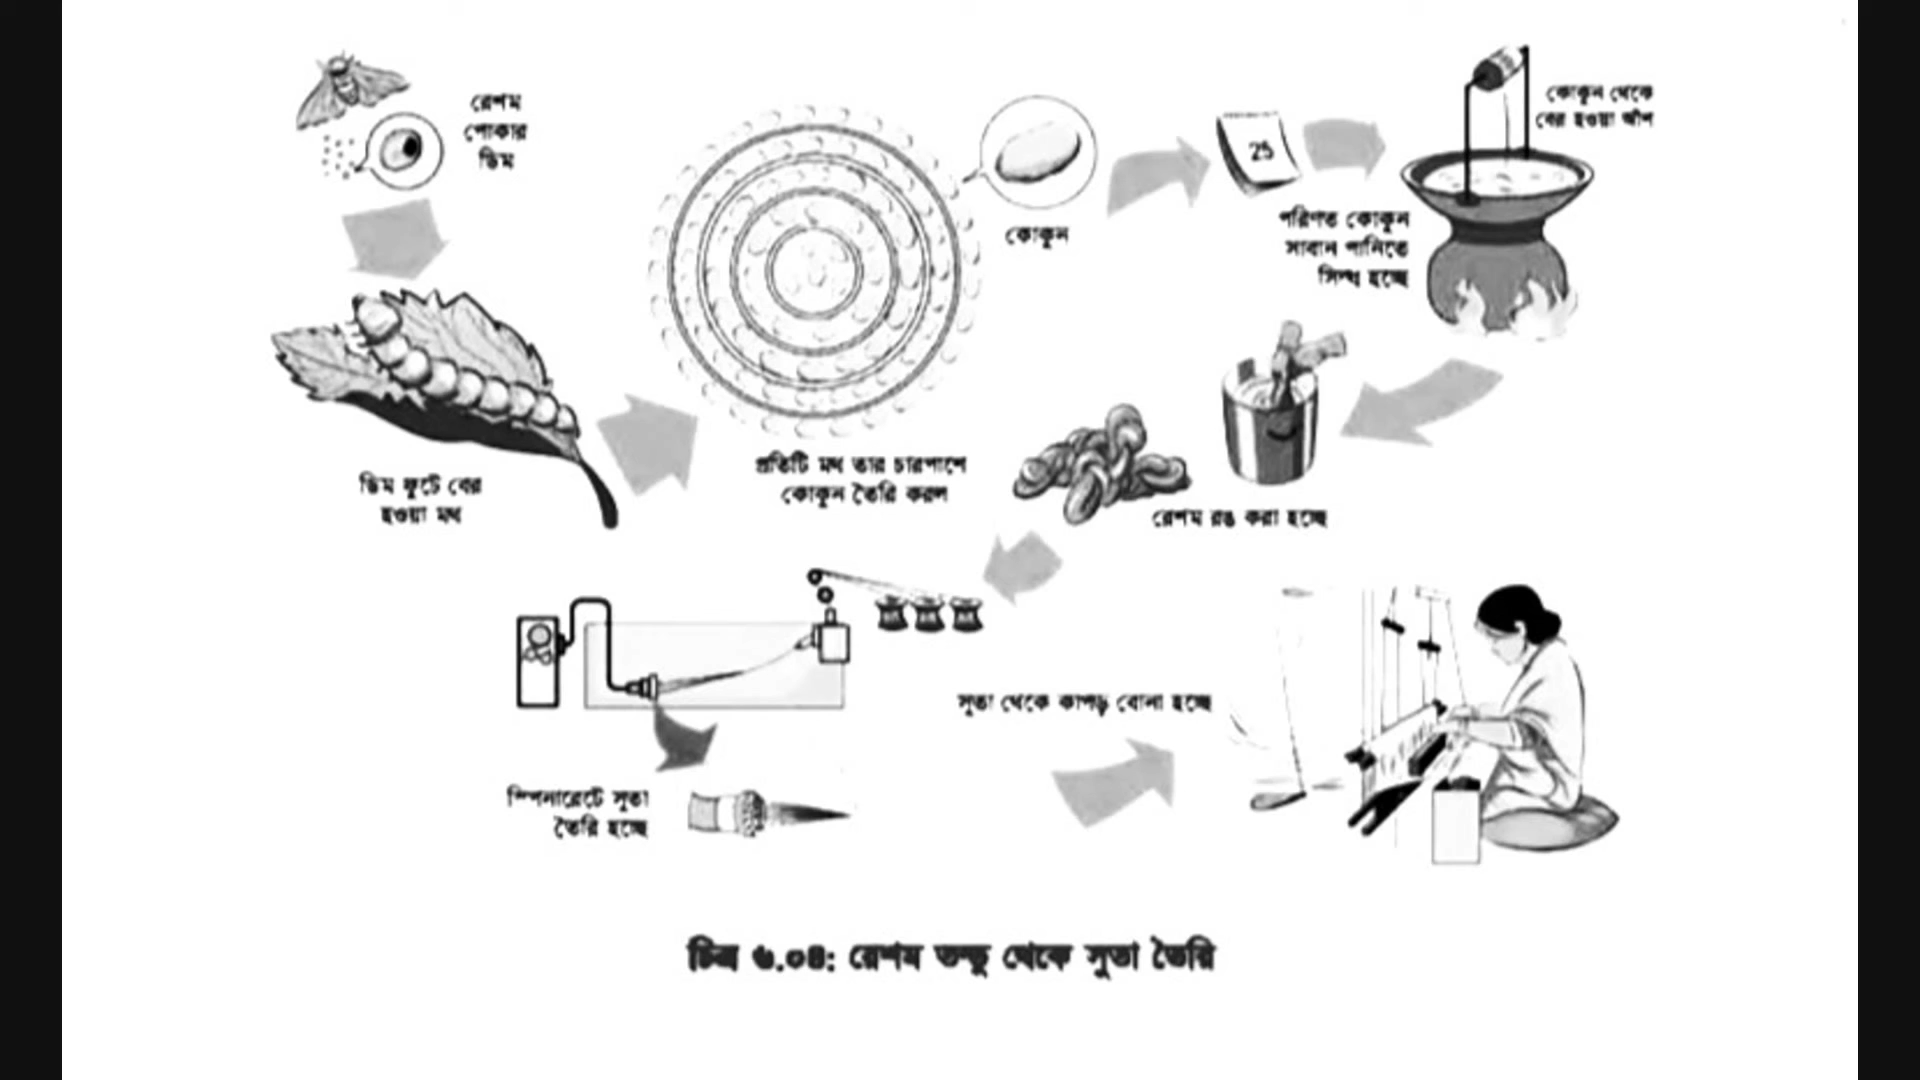 রেশম
পোকার
ডিম
ডিম ফুটে বের
হওয়া মথ
প্রতিটি মথ তার চারপাশে
কোকুন তৈরি করল
কোকুন
25
কোকুন থেকে
বের হওয়া আঁশ
পরিণত কোকুন
সাবান পানিতে
সিদ্ধ হচ্ছে
রেশম রঙ করা হচ্ছে
স্পিনারেটে সুতা
তৈরি হচ্ছে
সুতা থেকে কাপড় বোনা হচ্ছে
চিত্র ৬.০৪: রেশম তন্তু থেকে সুতা তৈরি